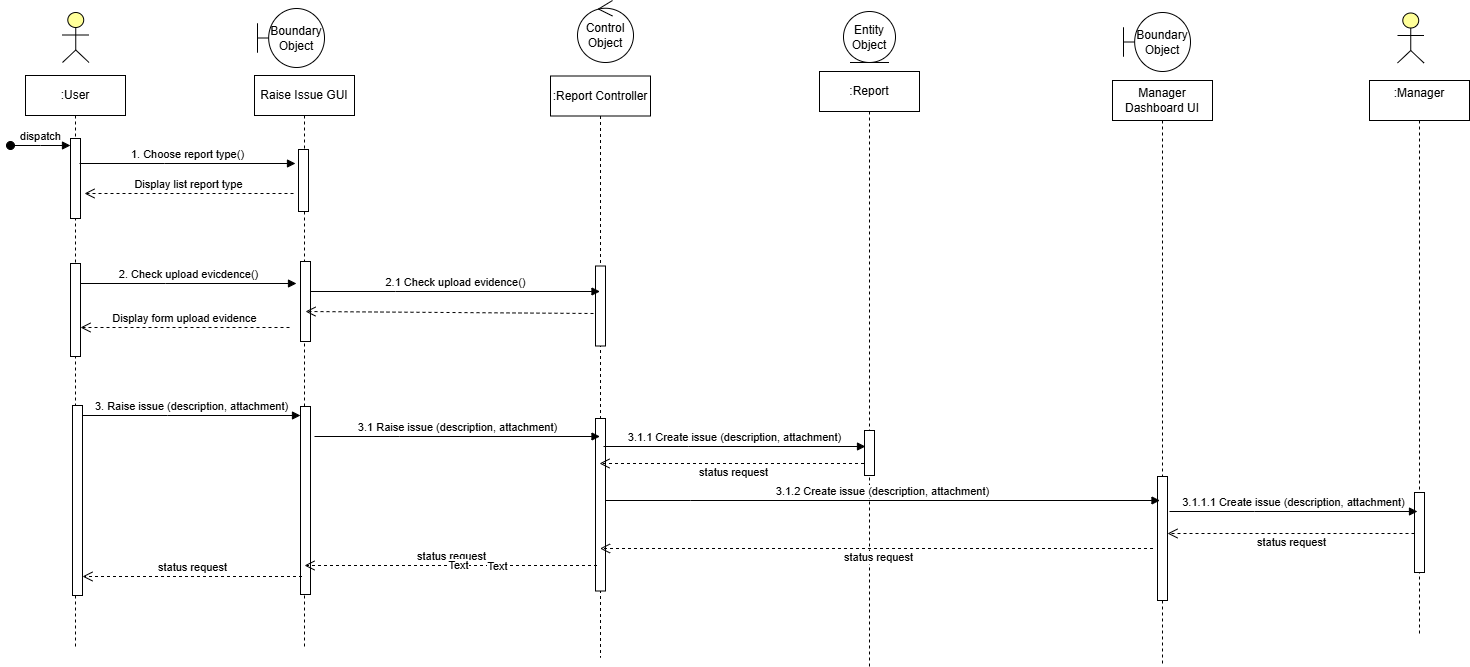 Boundary
Object
Control
Object
Entity
Object
Boundary
Object
:User
Raise Issue GUI
:Report Controller
:Report
Manager
Dashboard UI
:Manager
dispatch
1. Choose report type()
Display list report type
2. Check upload evicdence()
2.1 Check upload evidence()
Display form upload evidence
3. Raise issue (description, attachment)
3.1 Raise issue (description, attachment)
3.1.1 Create issue (description, attachment)
status request
3.1.2 Create issue (description, attachment)
3.1.1.1 Create issue (description, attachment)
status request
status request
status request
Text
Text
status request